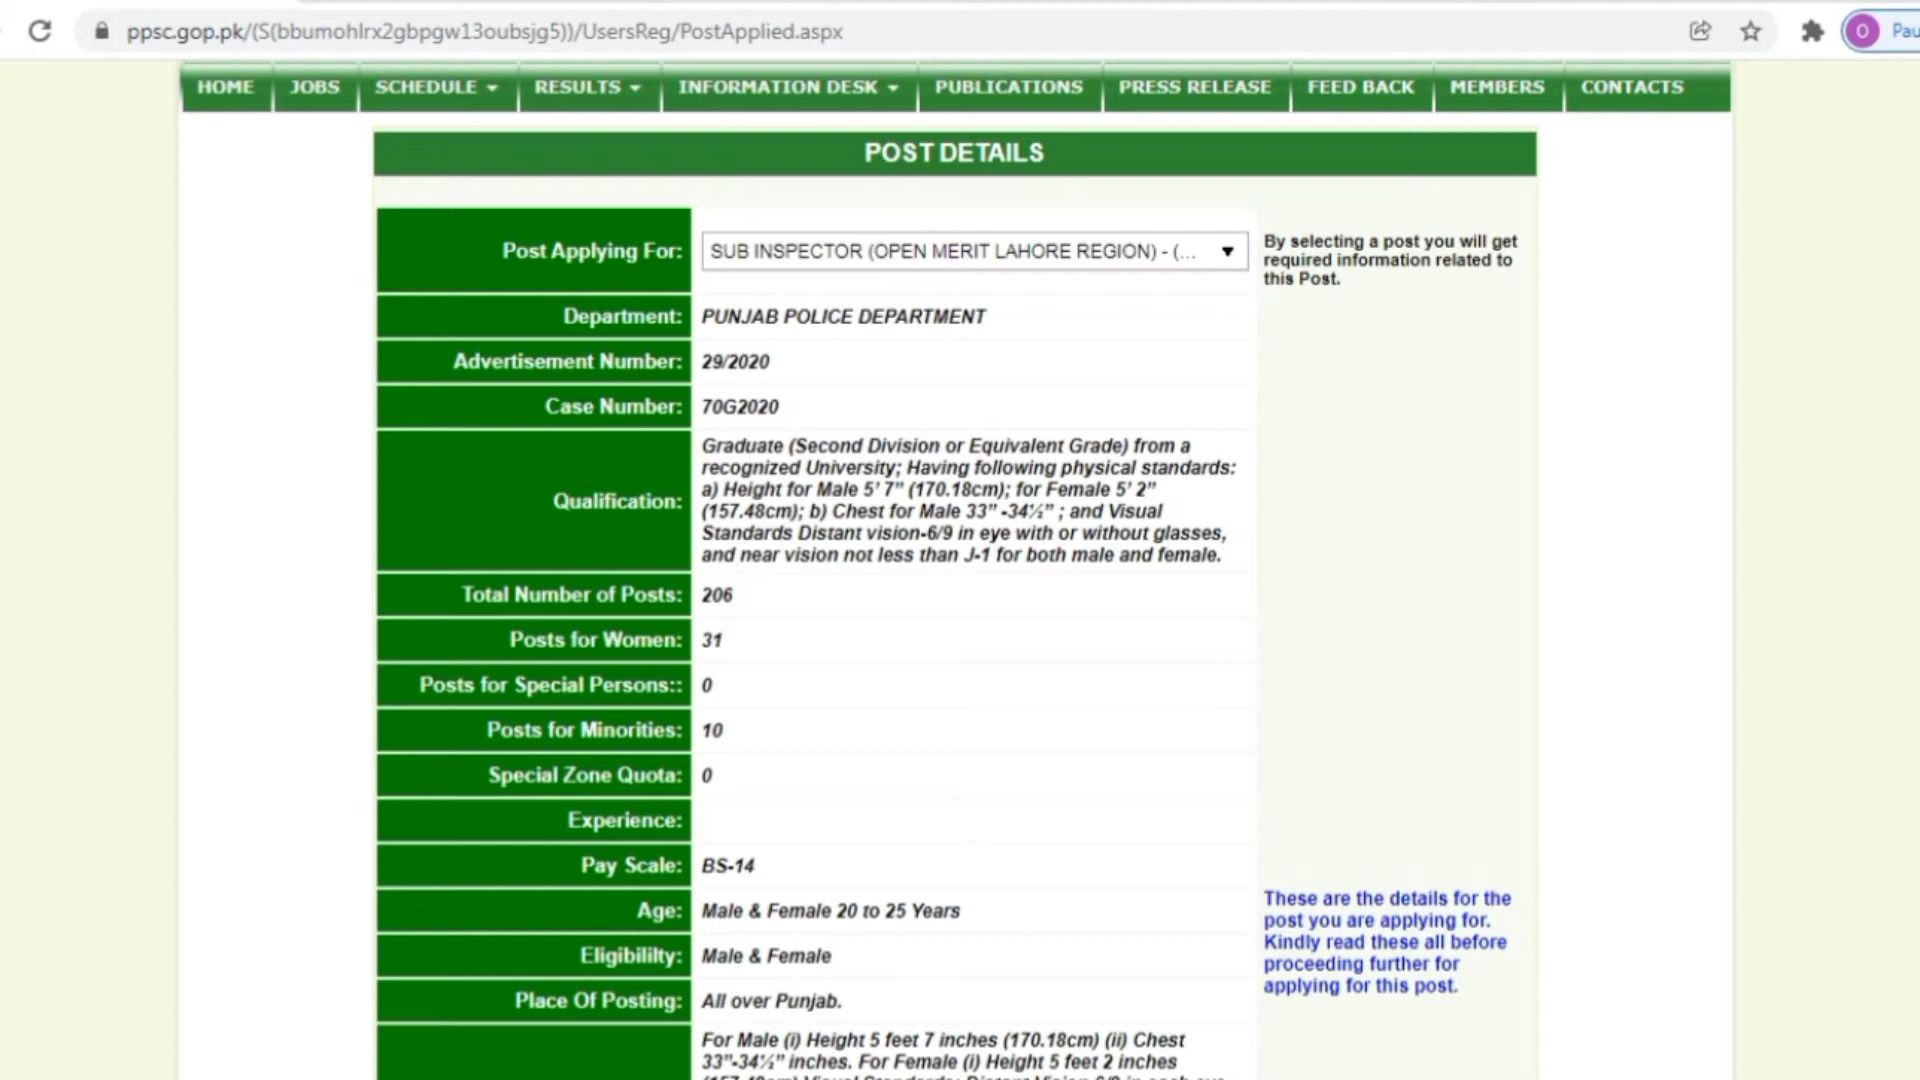 ppsc.gop.pk/(S(bbumohlrx2gbpgw13oubsjg5))/UsersReg/PostApplied.aspx
O Pau
HOME JOBS SCHEDULE RESULTS INFORMATION DESK PUBLICATIONS PRESS RELEASE FEED BACK MEMBERS CONTACTS
POST DETAILS
Post Applying For: SUB INSPECTOR (OPEN MERIT LAHORE REGION) - (...
By selecting a post you will get
required information related to
this Post.
Department: PUNJAB POLICE DEPARTMENT
Advertisement Number: 29/2020
Case Number: 70G2020
Qualification:
Graduate (Second Division or Equivalent Grade) from a
recognized University; Having following physical standards:
a) Height for Male 5' 7” (170.18cm); for Female 5' 2”
(157.48cm); b) Chest for Male 33” -34½” ; and Visual
Standards Distant vision-6/9 in eye with or without glasses,
and near vision not less than J-1 for both male and female.
Total Number of Posts: 206
Posts for Women: 31
Posts for Special Persons:: 0
Posts for Minorities: 10
Special Zone Quota: 0
Experience:
Pay Scale: BS-14
Age: Male & Female 20 to 25 Years
Eligibililty: Male & Female
Place Of Posting: All over Punjab.
These are the details for the
post you are applying for.
Kindly read these all before
proceeding further for
applying for this post.
For Male (i) Height 5 feet 7 inches (170.18cm) (ii) Chest
33”-34½” inches. For Female (i) Height 5 feet 2 inches